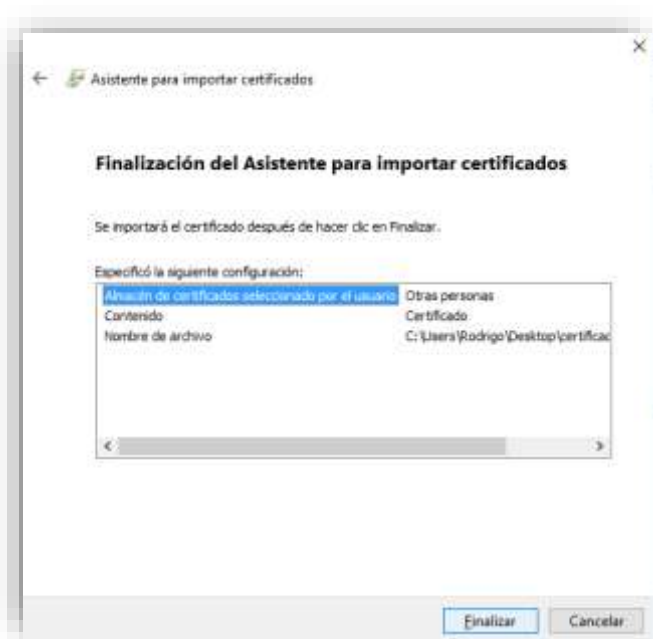 Asistente para importar certificados
Finalización del Asistente para importar certificados
Se importará el certificado después de hacer clic en Finalizar.
Especificó la siguiente configuración:
Almacén de certificados seleccionado por el usuario Otras personas
Contenido Certificado
Nombre de archivo C:\Users\Rodrigo\Desktop\certificac
Finalizar Cancelar